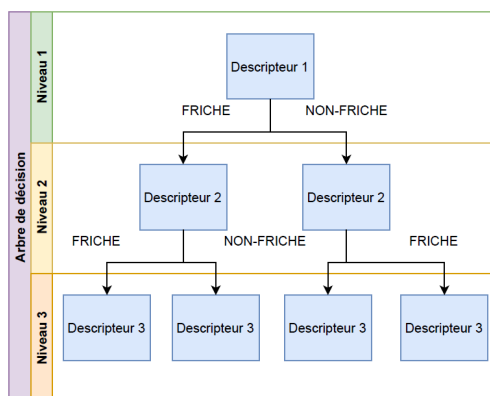 Arbre de décision
Niveau 1
Descripteur 1
FRICHE
NON-FRICHE
Niveau 2
Descripteur 2
Descripteur 2
FRICHE
NON-FRICHE
FRICHE
Niveau 3
Descripteur 3
Descripteur 3
Descripteur 3
Descripteur 3